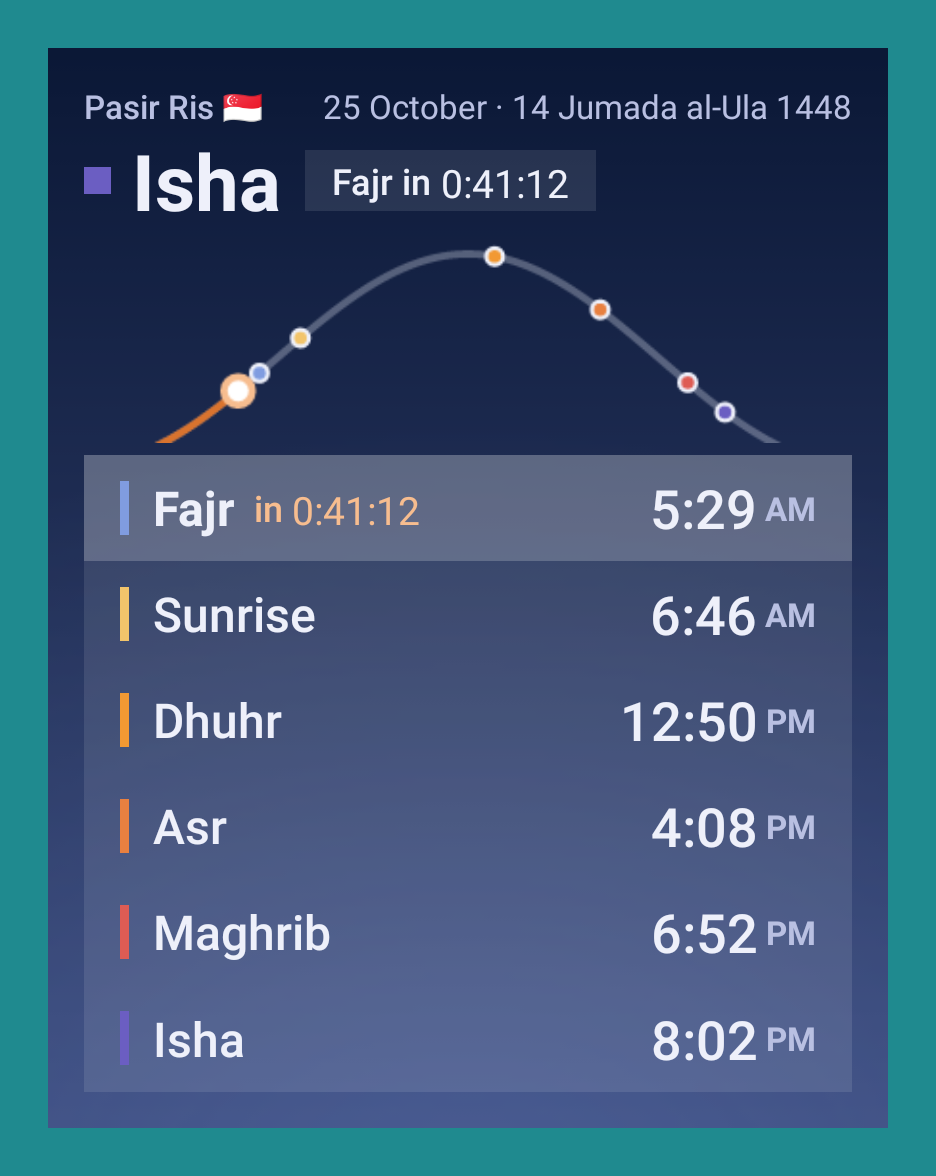 Pasir Ris 🇸🇬 25 October · 14 Jumada al-Ula 1448
Isha Fajr in 0:41:12
Fajr in 0:41:12 5:29 AM
Sunrise 6:46 AM
Dhuhr 12:50 PM
Asr 4:08 PM
Maghrib 6:52 PM
Isha 8:02 PM